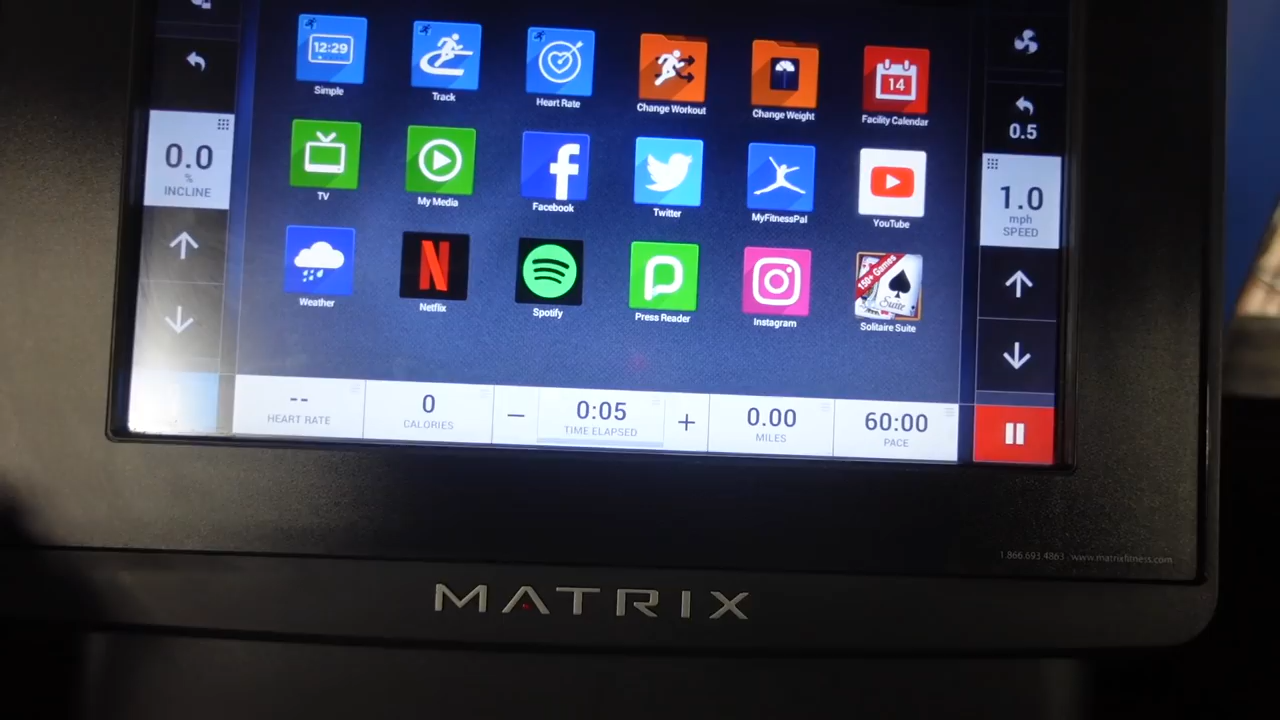 12:29
Simple
Track
Heart Rate
Change Workout
Change Weight
14
Facility Calendar
0.5
0.0
%
INCLINE
TV
My Media
Facebook
Twitter
MyFitnessPal
YouTube
1.0
mph
SPEED
Weather
Netflix
Spotify
Press Reader
Instagram
150+ Games
Suite
Solitaire Suite
--
HEART RATE
0
CALORIES
−
0:05
TIME ELAPSED
+
0.00
MILES
60:00
PACE
1.866.693.4863 · www.matrixfitness.com
MATRIX